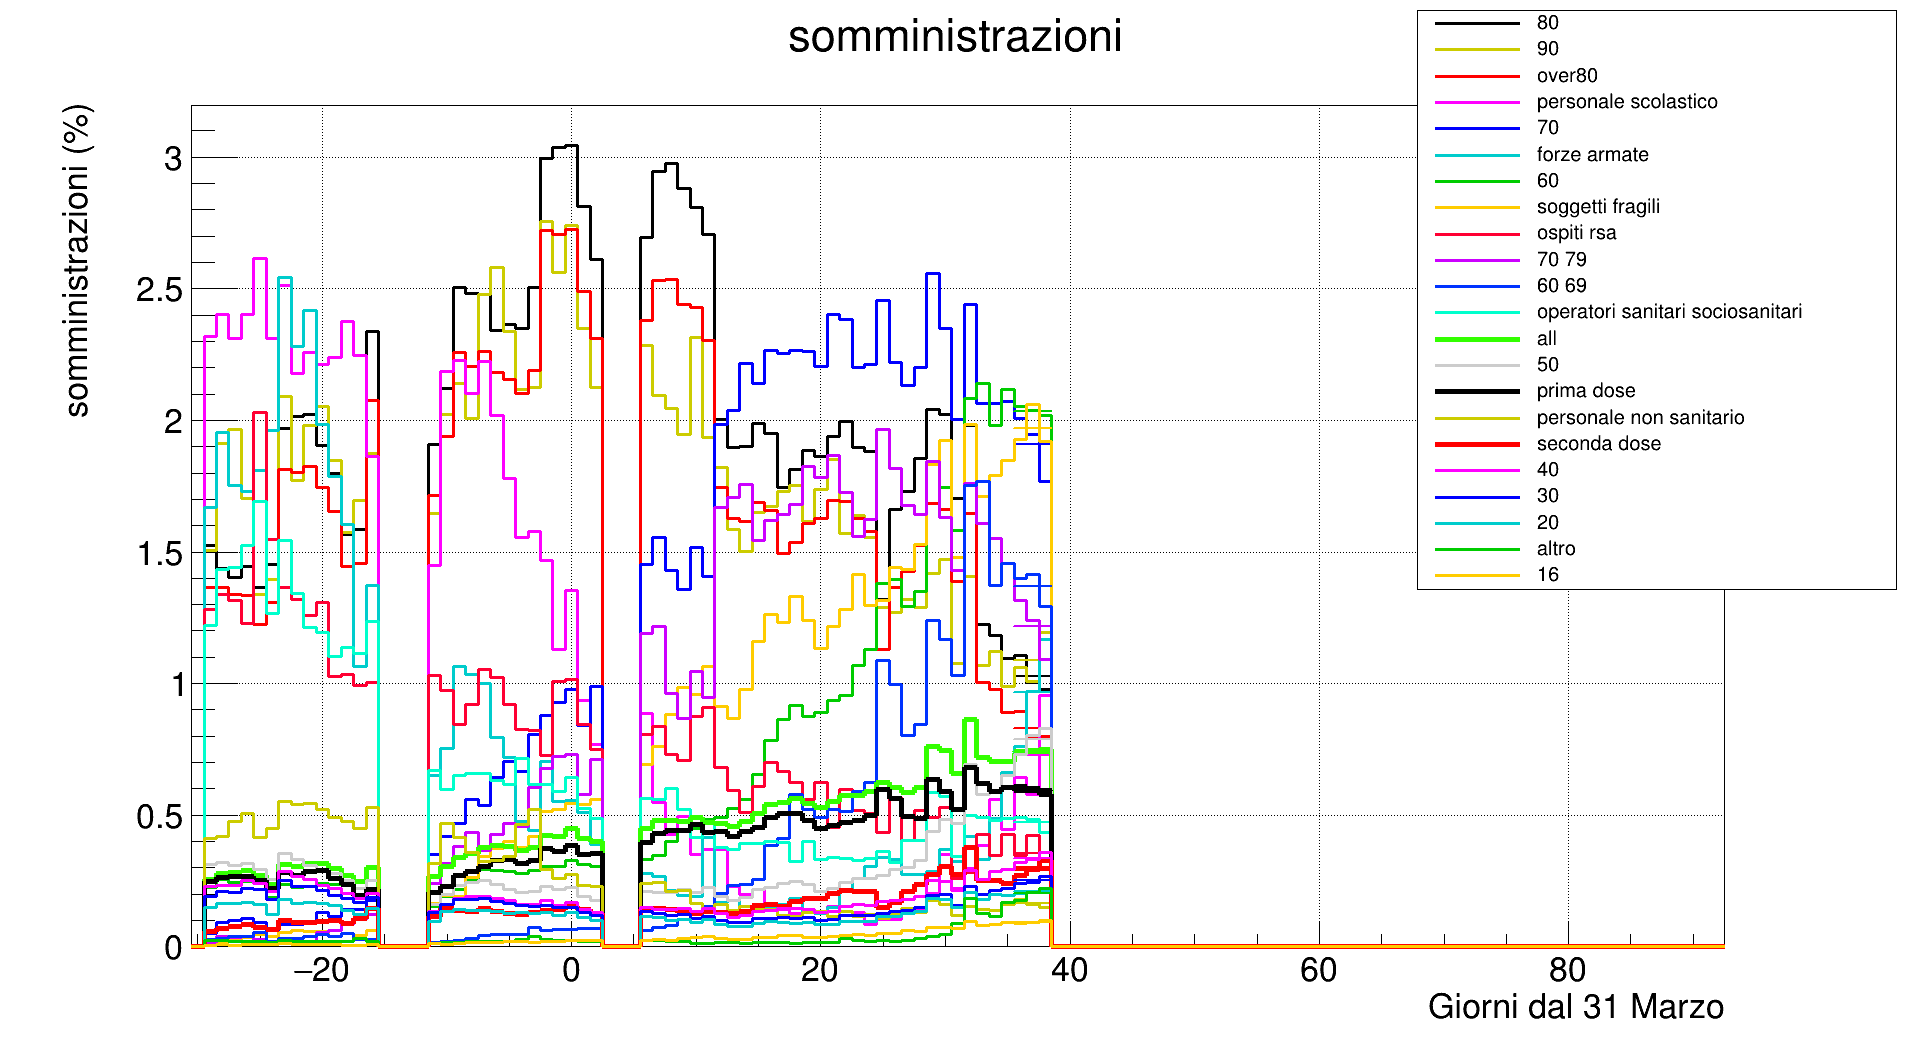 somministrazioni
somministrazioni (%)
3
2.5
2
1.5
1
0.5
0
−20
0
20
40
60
80
Giorni dal 31 Marzo
80
90
over80
personale scolastico
70
forze armate
60
soggetti fragili
ospiti rsa
70 79
60 69
operatori sanitari sociosanitari
all
50
prima dose
personale non sanitario
seconda dose
40
30
20
altro
16